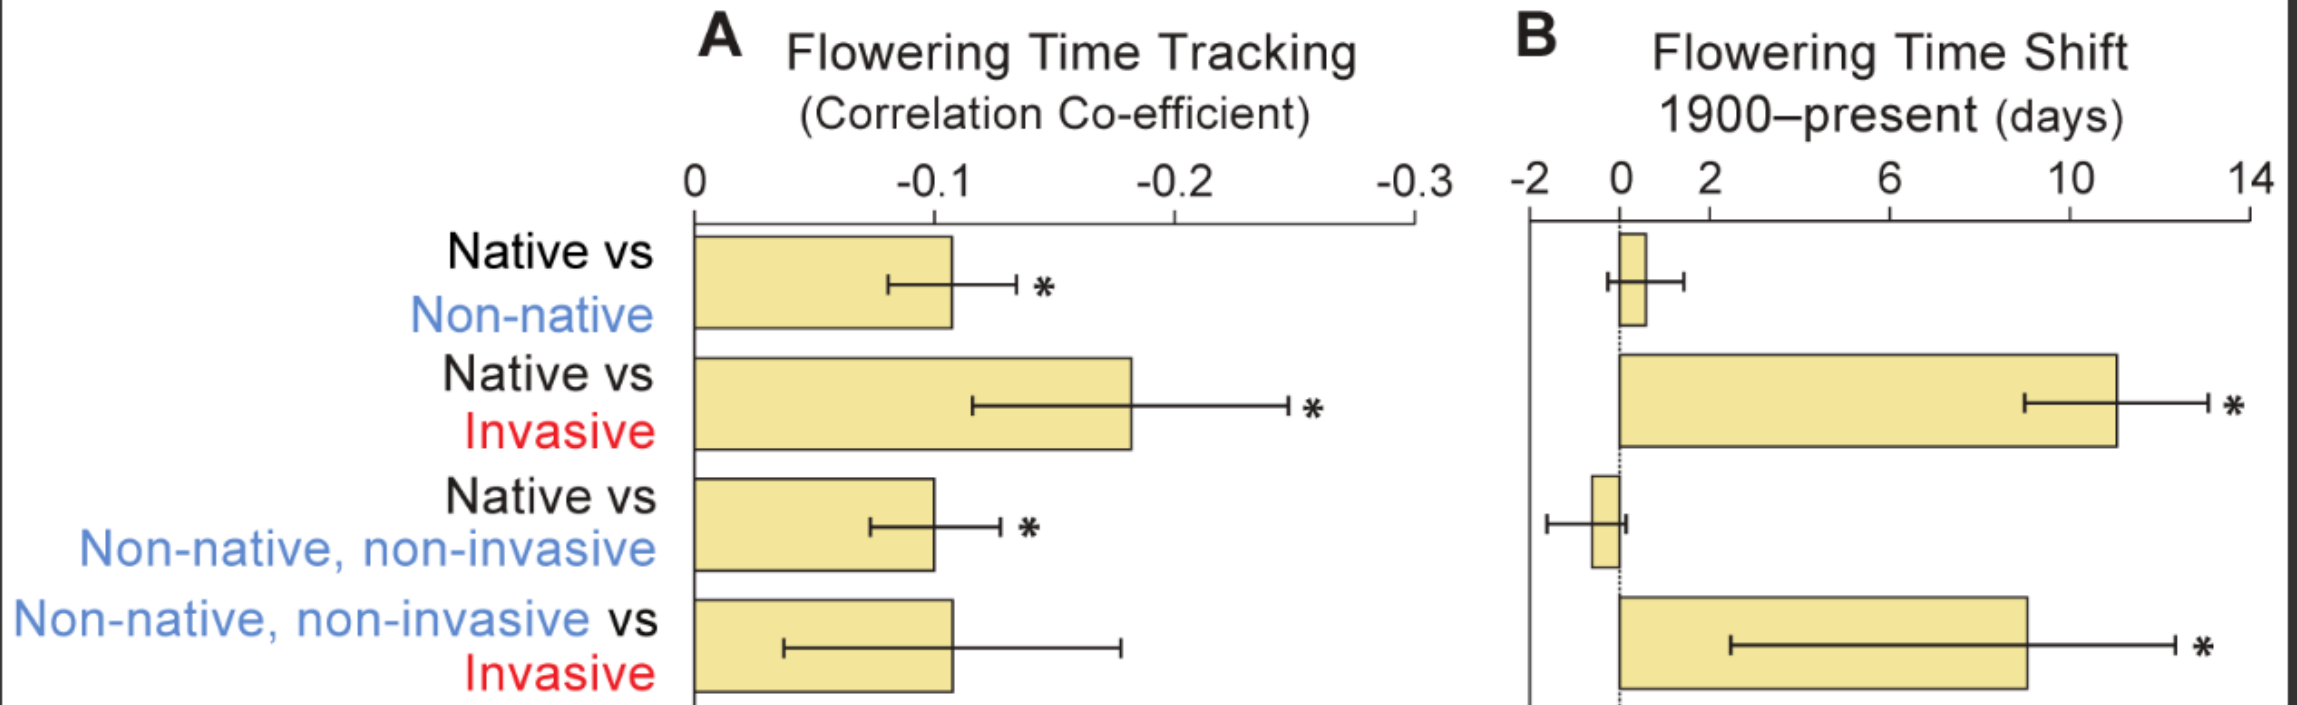 A Flowering Time Tracking
(Correlation Co-efficient)
0 -0.1 -0.2 -0.3
B Flowering Time Shift
1900–present (days)
-2 0 2 6 10 14
Native vs
Non-native
*
Native vs
Invasive
* *
Native vs
Non-native, non-invasive
*
Non-native, non-invasive vs
Invasive
*